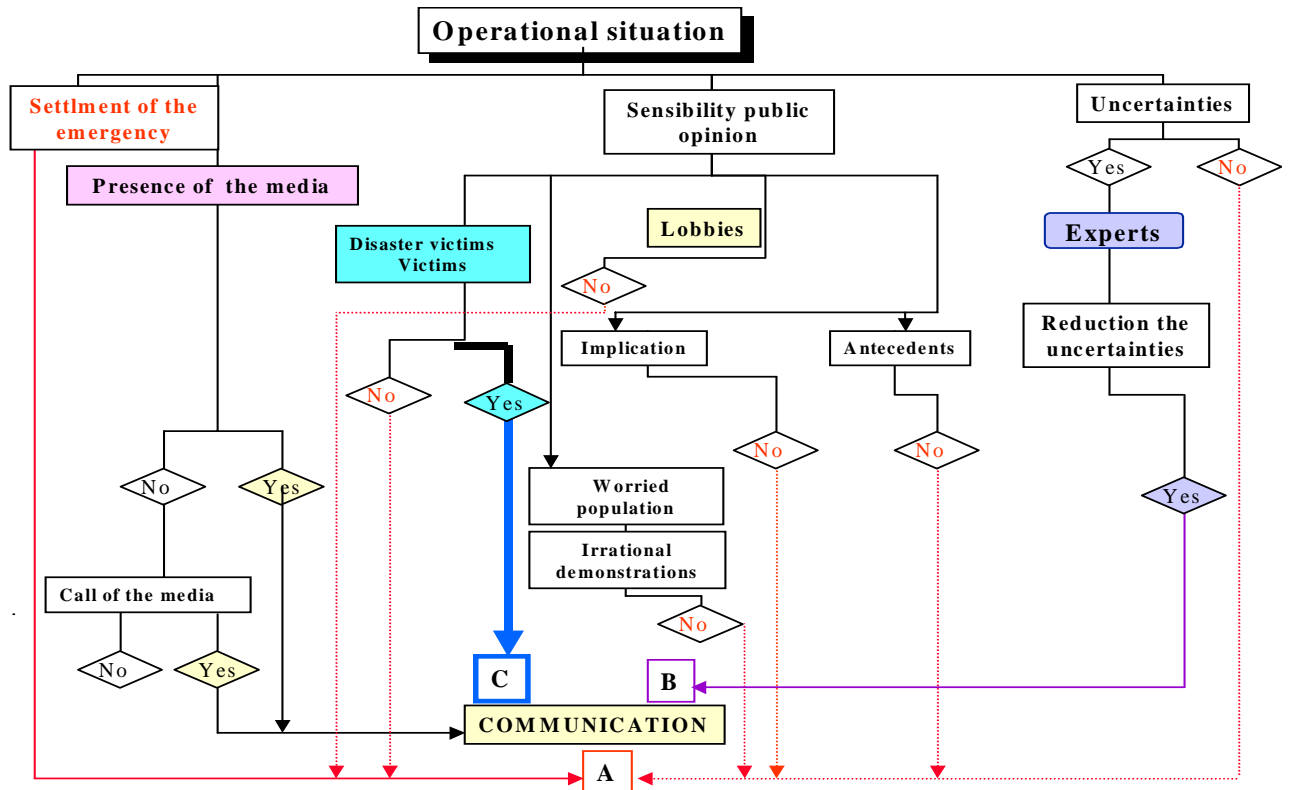 Operational situation
Settlment of the
emergency
Sensibility public
opinion
Uncertainties
Yes
No
Presence of the media
Lobbies
Experts
Disaster victims
Victims
No
Reduction the
uncertainties
Implication
Antecedents
No
Yes
No
No
No
Yes
Worried
population
Yes
Irrational
demonstrations
Call of the media
No
No
Yes
C
B
COMMUNICATION
A